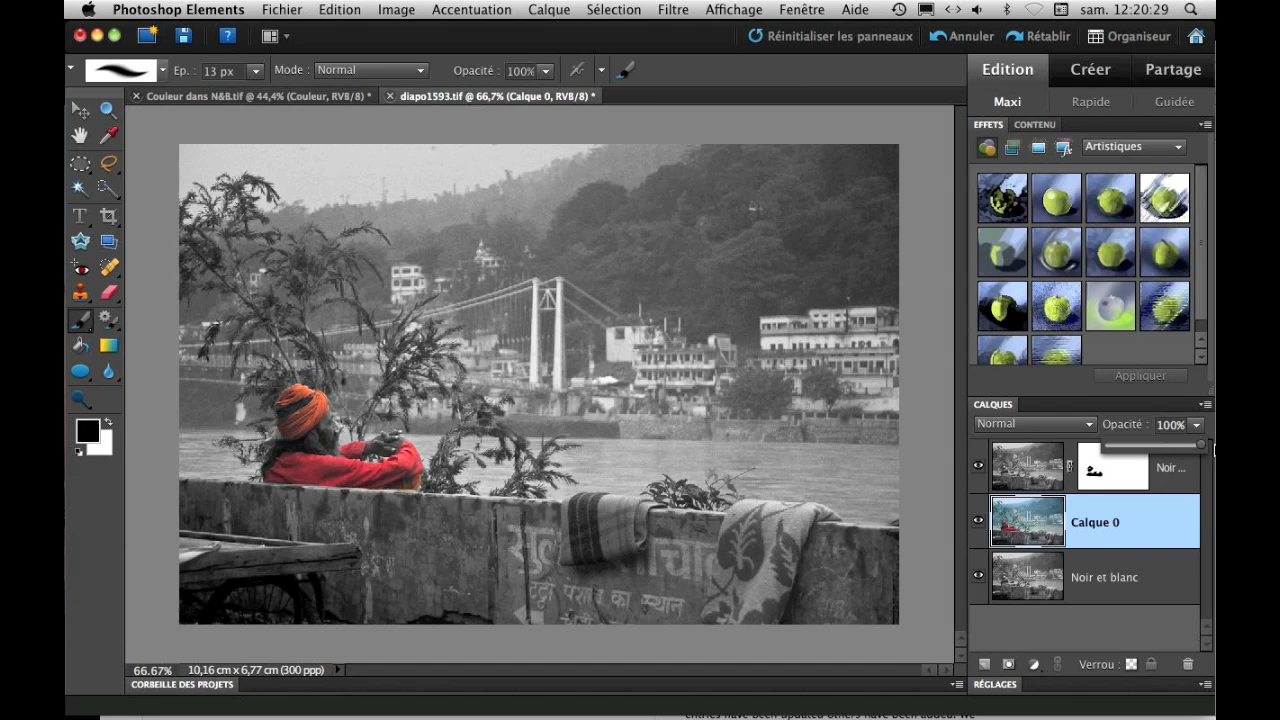 Photoshop Elements Fichier Edition Image Accentuation Calque Sélection Filtre Affichage Fenêtre Aide sam. 12:20:29
Réinitialiser les panneaux Annuler Rétablir Organiseur
Ep. : 13 px Mode : Normal Opacité : 100%
Edition Créer Partage
Couleur dans N&B.tif @ 44,4% (Couleur, RVB/8) * diapo1593.tif @ 66,7% (Calque 0, RVB/8) *
Maxi Rapide Guidée
EFFETS CONTENU
Artistiques
Appliquer
CALQUES
Normal Opacité : 100%
Noir ...
Calque 0
Noir et blanc
का स्थान
66.67% 10,16 cm x 6,77 cm (300 ppp)
Verrou :
CORBEILLE DES PROJETS
RÉGLAGES